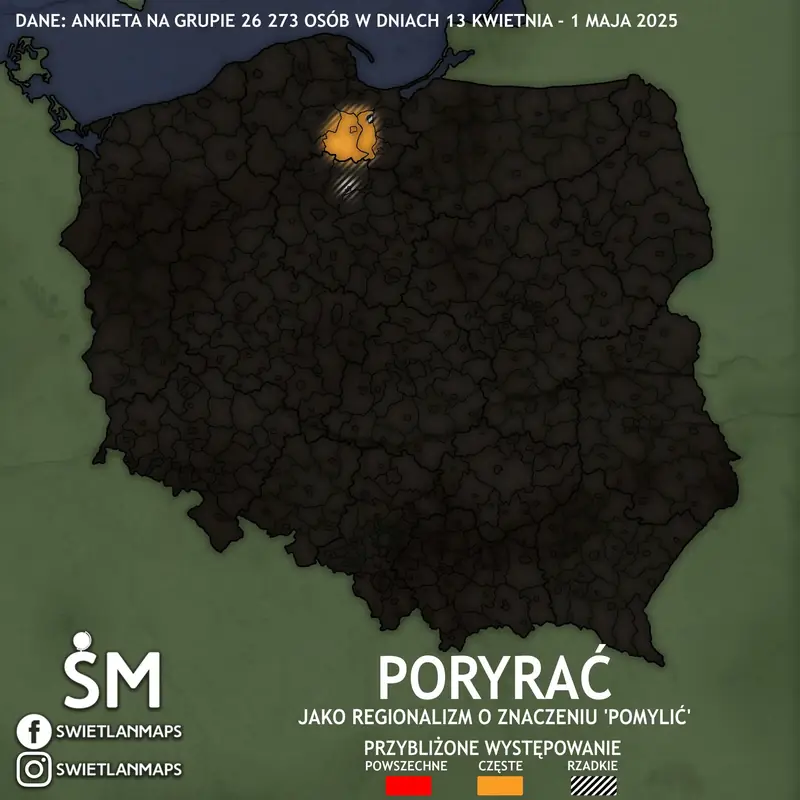 DANE: ANKIETA NA GRUPIE 26 273 OSÓB W DNIACH 13 KWIETNIA - 1 MAJA 2025
ŚM
SWIETLANMAPS
SWIETLANMAPS
PORYRAĆ
JAKO REGIONALIZM O ZNACZENIU 'POMYLIĆ'
PRZYBLIŻONE WYSTĘPOWANIE
POWSZECHNE CZĘSTE RZADKIE